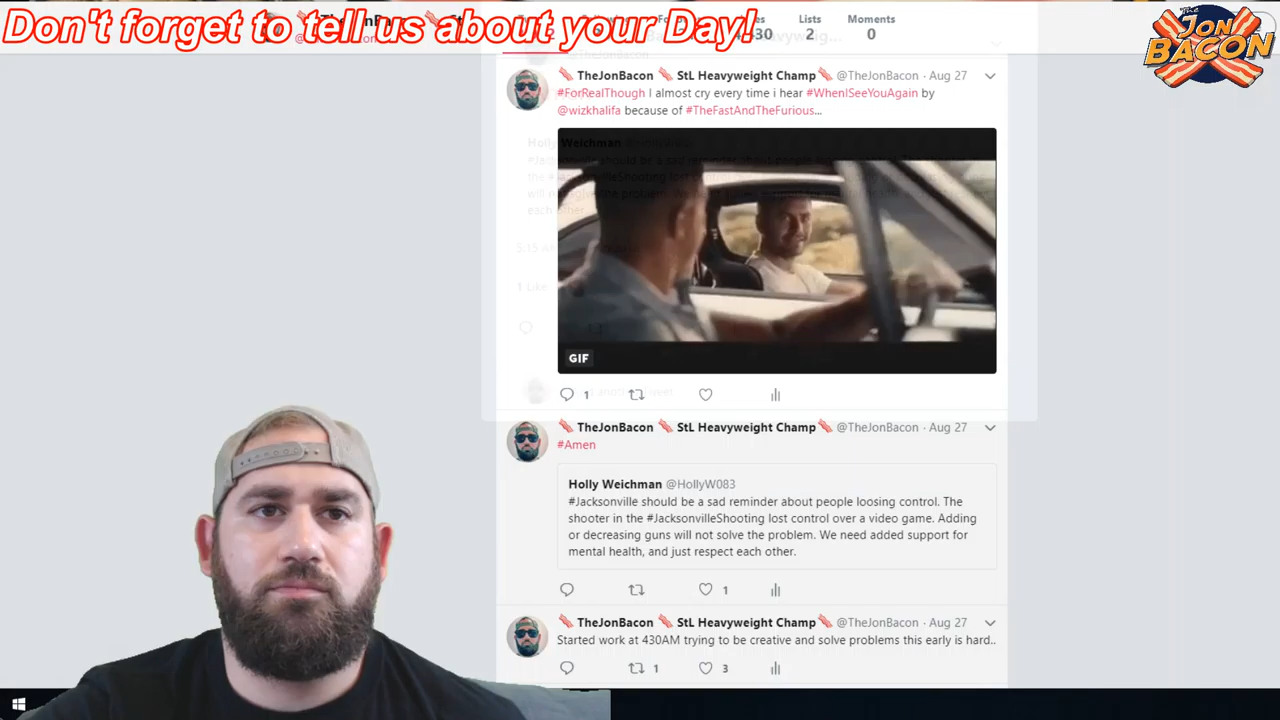 Don't forget to tell us about your Day!
The
JON
BACON
Lists
Moments
30
2
0
TheJonBacon StL Heavyweight Champ @TheJonBacon · Aug 27
#ForRealThough I almost cry every time i hear #WhenISeeYouAgain by
@wizkhalifa because of #TheFastAndTheFurious...
GIF
1
TheJonBacon StL Heavyweight Champ @TheJonBacon · Aug 27
#Amen
Holly Weichman @HollyW083
#Jacksonville should be a sad reminder about people loosing control. The
shooter in the #JacksonvilleShooting lost control over a video game. Adding
or decreasing guns will not solve the problem. We need added support for
mental health, and just respect each other.
1
TheJonBacon StL Heavyweight Champ @TheJonBacon · Aug 27
Started work at 430AM trying to be creative and solve problems this early is hard..
1 3